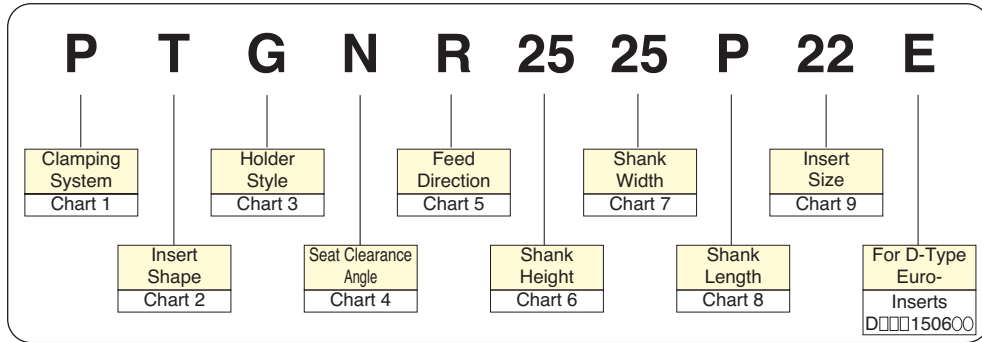 P T G N R 25 25 P 22 E
Clamping
System
Chart 1
Holder
Style
Chart 3
Feed
Direction
Chart 5
Shank
Width
Chart 7
Insert
Size
Chart 9
Insert
Shape
Chart 2
Seat Clearance
Angle
Chart 4
Shank
Height
Chart 6
Shank
Length
Chart 8
For D-Type
Euro-
Inserts
D□□□1506○○